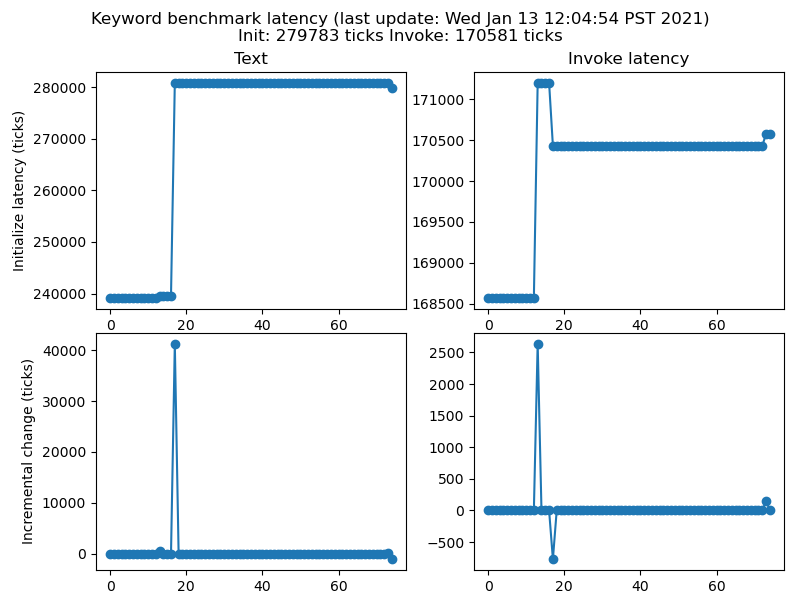 Keyword benchmark latency (last update: Wed Jan 13 12:04:54 PST 2021)
Init: 279783 ticks Invoke: 170581 ticks
Text
Invoke latency
Initialize latency (ticks)
280000
270000
260000
250000
240000
0 20 40 60
171000
170500
170000
169500
169000
168500
0 20 40 60
Incremental change (ticks)
40000
30000
20000
10000
0
0 20 40 60
2500
2000
1500
1000
500
0
−500
0 20 40 60